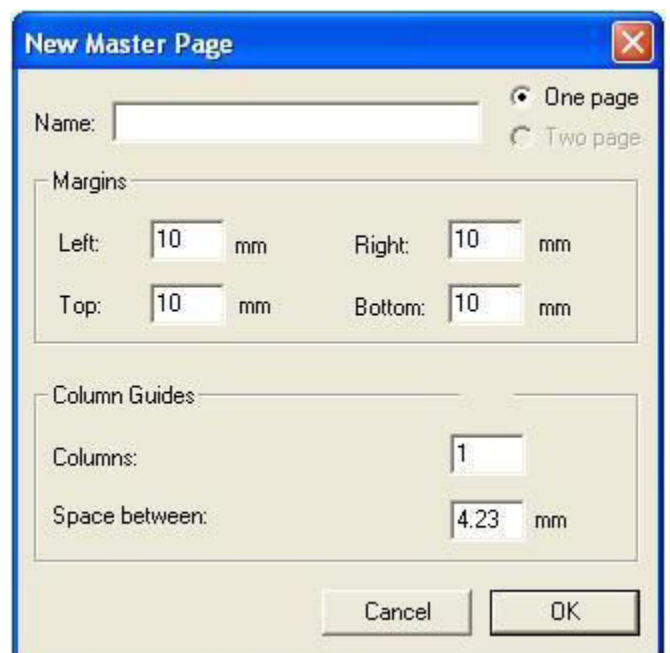 New Master Page
One page
Name:
Two page
Margins
Left: 10 mm Right: 10 mm
Top: 10 mm Bottom: 10 mm
Column Guides
Columns: 1
Space between: 4.23 mm
Cancel OK